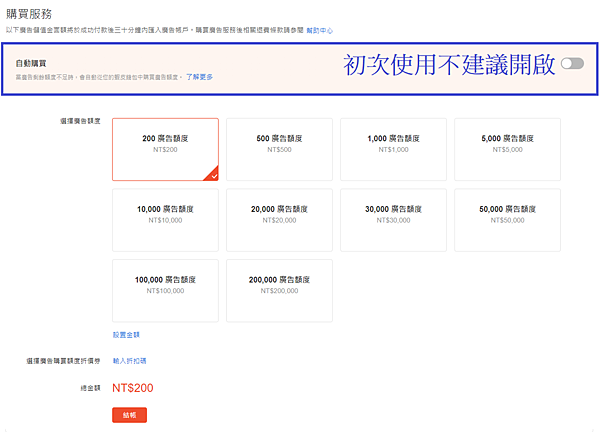 購買服務
以下廣告儲值金面額將於成功付款後三十分鐘內匯入廣告帳戶。購買廣告服務後相關退費條款請參閱 幫助中心
自動購買
當廣告剩餘額度不足時，會自動從您的蝦皮錢包中購買廣告額度。 了解更多
初次使用不建議開啟
選擇廣告額度
200 廣告額度
NT$200
500 廣告額度
NT$500
1,000 廣告額度
NT$1,000
5,000 廣告額度
NT$5,000
10,000 廣告額度
NT$10,000
20,000 廣告額度
NT$20,000
30,000 廣告額度
NT$30,000
50,000 廣告額度
NT$50,000
100,000 廣告額度
NT$100,000
200,000 廣告額度
NT$200,000
設置金額
選擇廣告購買額度折價券 輸入折扣碼
總金額 NT$200
結帳